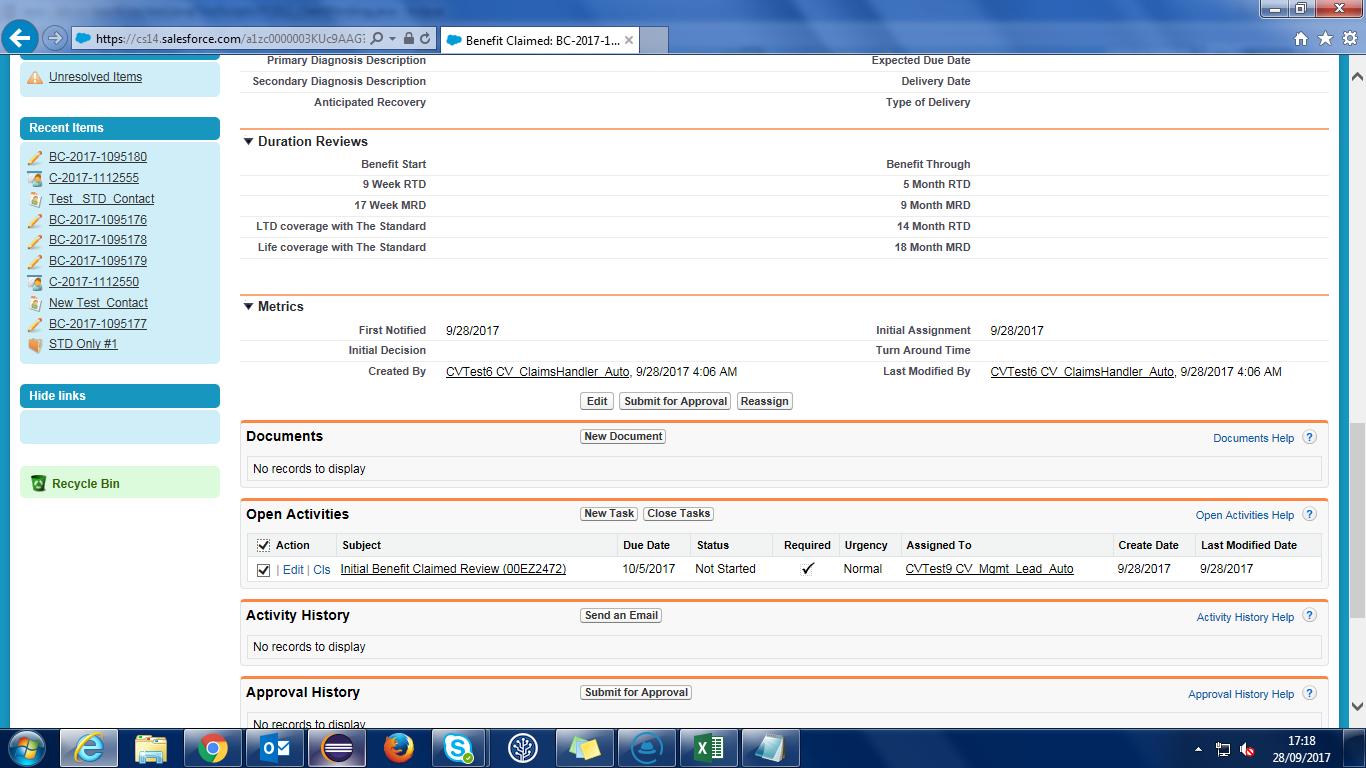 https://cs14.salesforce.com/a1zc0000003KUc9AAG
Benefit Claimed: BC-2017-1...
Unresolved Items
Recent Items
BC-2017-1095180
C-2017-1112555
Test_STD_Contact
BC-2017-1095176
BC-2017-1095178
BC-2017-1095179
C-2017-1112550
New Test_Contact
BC-2017-1095177
STD Only #1
Hide links
Recycle Bin
Primary Diagnosis Description Expected Due Date
Secondary Diagnosis Description Delivery Date
Anticipated Recovery Type of Delivery
Duration Reviews
Benefit Start Benefit Through
9 Week RTD 5 Month RTD
17 Week MRD 9 Month MRD
LTD coverage with The Standard 14 Month RTD
Life coverage with The Standard 18 Month MRD
Metrics
First Notified 9/28/2017 Initial Assignment 9/28/2017
Initial Decision Turn Around Time
Created By CVTest6 CV_ClaimsHandler_Auto, 9/28/2017 4:06 AM Last Modified By CVTest6 CV_ClaimsHandler_Auto, 9/28/2017 4:06 AM
Edit Submit for Approval Reassign
Documents New Document Documents Help ?
No records to display
Open Activities New Task Close Tasks Open Activities Help ?
Action Subject Due Date Status Required Urgency Assigned To Create Date Last Modified Date
| Edit | Cls Initial Benefit Claimed Review (00EZ2472) 10/5/2017 Not Started Normal CVTest9 CV_Mgmt_Lead_Auto 9/28/2017 9/28/2017
Activity History Send an Email Activity History Help ?
No records to display
Approval History Submit for Approval Approval History Help ?
No records to display
17:18
28/09/2017